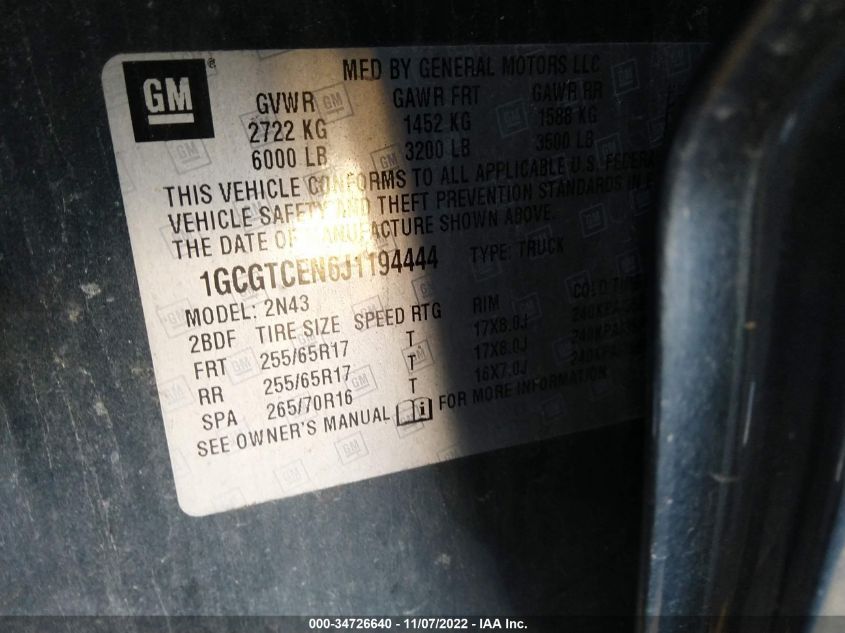 GM
MFD BY GENERAL MOTORS LLC
GVWR GAWR FRT GAWR RR
2722 KG 1452 KG 1588 KG
6000 LB 3200 LB 3500 LB
THIS VEHICLE CONFORMS TO ALL APPLICABLE U.S. FEDERA
VEHICLE SAFETY AND THEFT PREVENTION STANDARDS IN E
THE DATE OF MANUFACTURE SHOWN ABOVE.
1GCGTCEN6J1194444 TYPE: TRUCK
MODEL: 2N43
2BDF TIRE SIZE SPEED RTG RIM COLD TIRE
FRT 255/65R17 T 17X8.0J
RR 255/65R17 T 17X8.0J
SPA 265/70R16 T 16X7.0J
SEE OWNER'S MANUAL FOR MORE INFORMATION
000-34726640 - 11/07/2022 - IAA Inc.